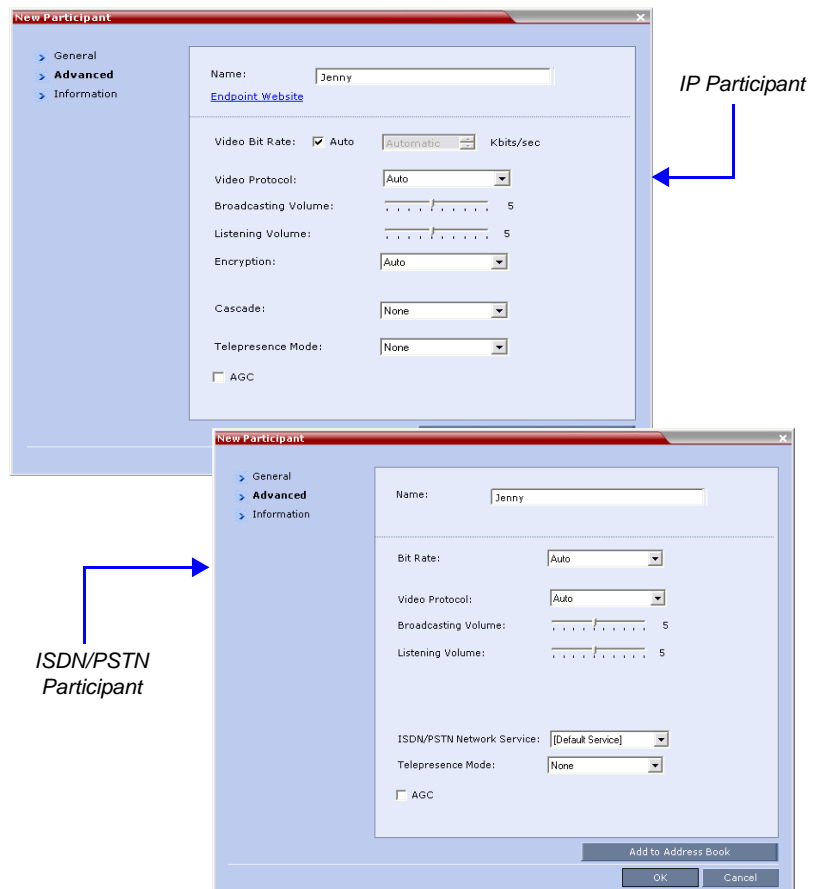 New Participant
General
Advanced
Information
Name: Jenny
Endpoint Website
IP Participant
Video Bit Rate: Auto Automatic Kbits/sec
Video Protocol: Auto
Broadcasting Volume: 5
Listening Volume: 5
Encryption: Auto
Cascade: None
Telepresence Mode: None
AGC
New Participant
General
Advanced
Information
Name: Jenny
Bit Rate: Auto
Video Protocol: Auto
Broadcasting Volume: 5
Listening Volume: 5
ISDN/PSTN
Participant
ISDN/PSTN Network Service: [Default Service]
Telepresence Mode: None
AGC
Add to Address Book
OK Cancel